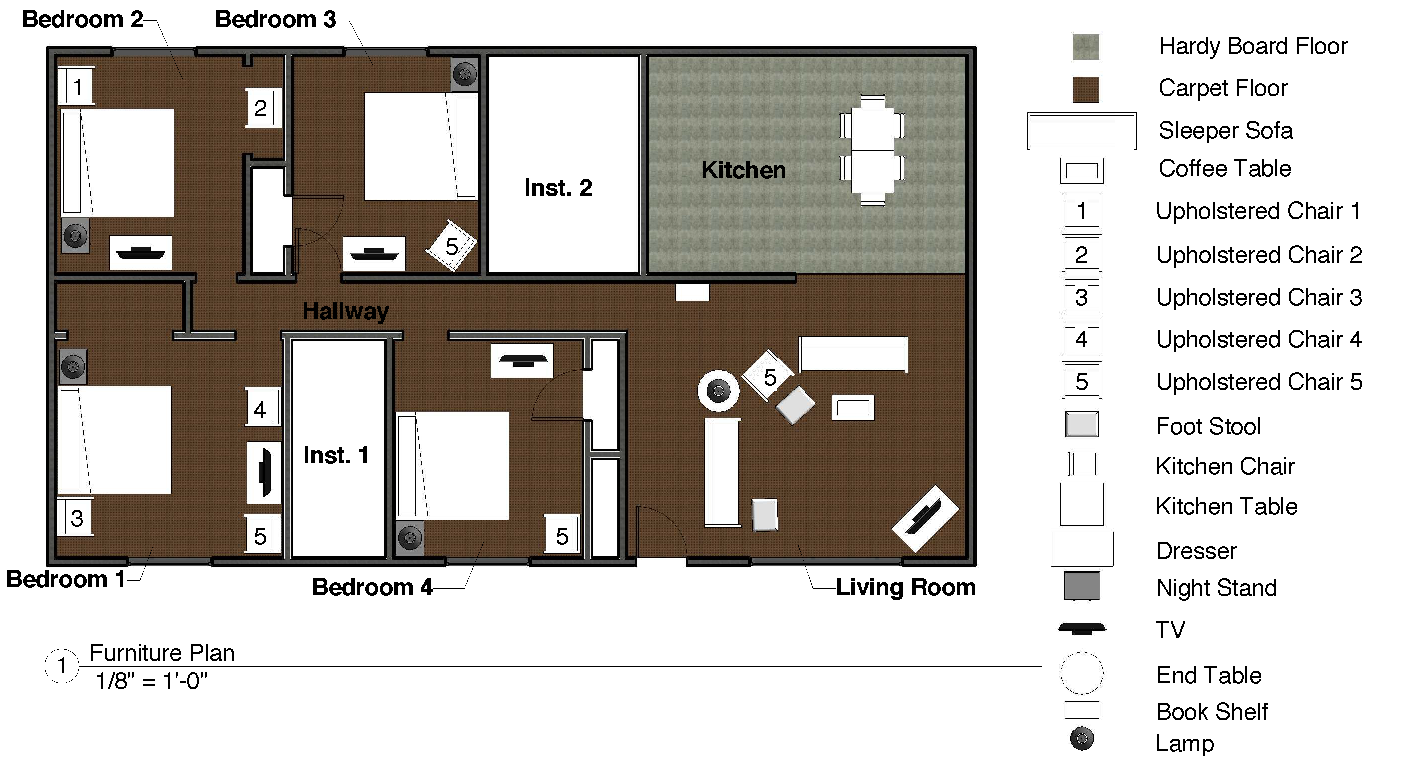 Bedroom 2
Bedroom 3
1
2
Kitchen
Inst. 2
5
Hallway
5
4
Inst. 1
3
5
5
Bedroom 1
Bedroom 4
Living Room
1
Furniture Plan
1/8" = 1'-0"
Hardy Board Floor
Carpet Floor
Sleeper Sofa
Coffee Table
1 Upholstered Chair 1
2 Upholstered Chair 2
3 Upholstered Chair 3
4 Upholstered Chair 4
5 Upholstered Chair 5
Foot Stool
Kitchen Chair
Kitchen Table
Dresser
Night Stand
TV
End Table
Book Shelf
Lamp